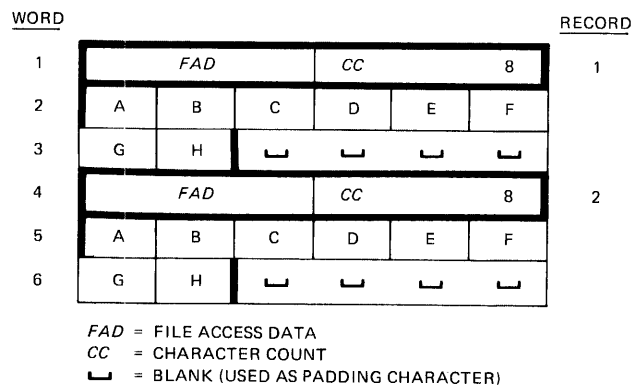 WORD RECORD
1 FAD CC 8 1
2 A B C D E F
3 G H ⎵ ⎵ ⎵ ⎵
4 FAD CC 8 2
5 A B C D E F
6 G H ⎵ ⎵ ⎵ ⎵
FAD = FILE ACCESS DATA
CC = CHARACTER COUNT
⎵ = BLANK (USED AS PADDING CHARACTER)